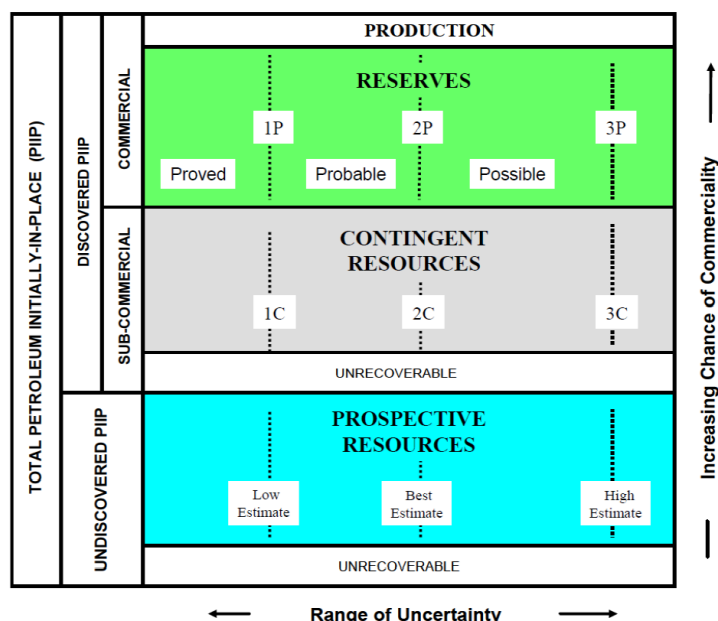 TOTAL PETROLEUM INITIALLY-IN-PLACE (PIIP)
DISCOVERED PIIP
UNDISCOVERED PIIP
COMMERCIAL
SUB-COMMERCIAL
PRODUCTION
RESERVES
1P
2P
3P
Proved
Probable
Possible
CONTINGENT
RESOURCES
1C
2C
3C
UNRECOVERABLE
PROSPECTIVE
RESOURCES
Low
Estimate
Best
Estimate
High
Estimate
UNRECOVERABLE
Increasing Chance of Commerciality
Range of Uncertainty